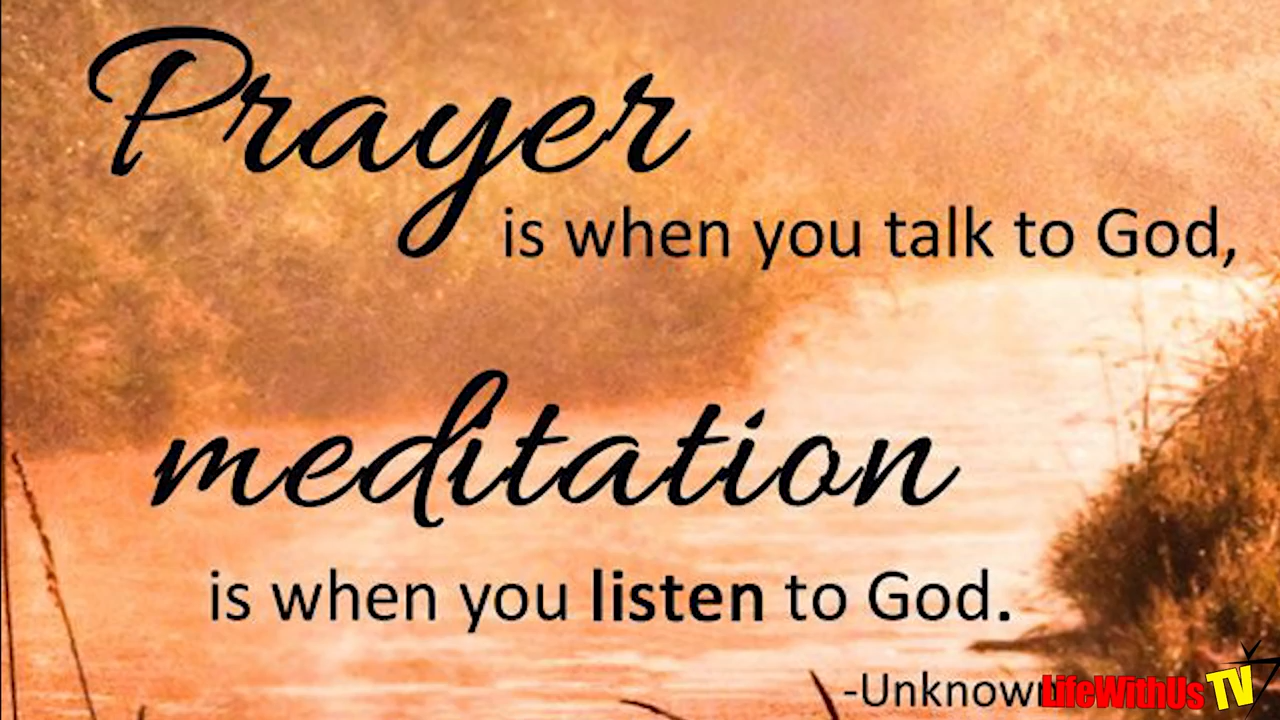 Prayer
is when you talk to God,
meditation
is when you listen to God.
-Unknown
LifeWithUs TV